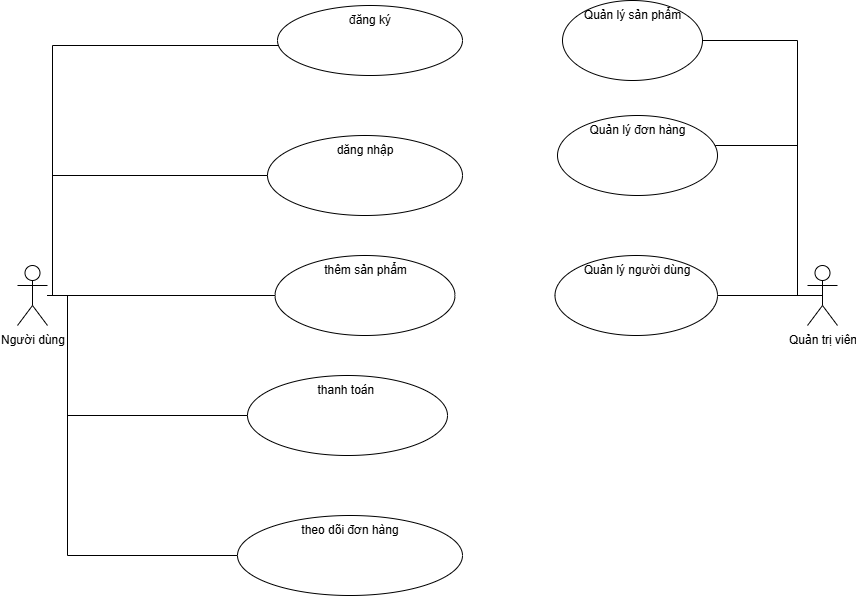 đăng ký
Quản lý sản phẩm
dăng nhập
Quản lý đơn hàng
thêm sản phẩm
Quản lý người dùng
Người dùng
Quản trị viên
thanh toán
theo dõi đơn hàng